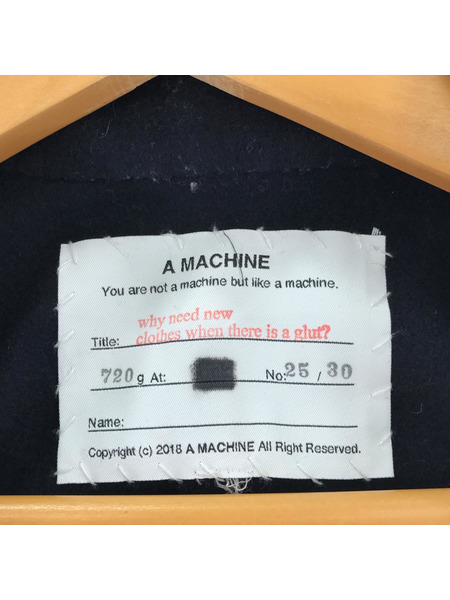 A MACHINE
You are not a machine but like a machine.
why need new
Title: clothes when there is a glut?
720 g At: No: 25 / 30
Name:
Copyright (c) 2018 A MACHINE All Right Reserved.